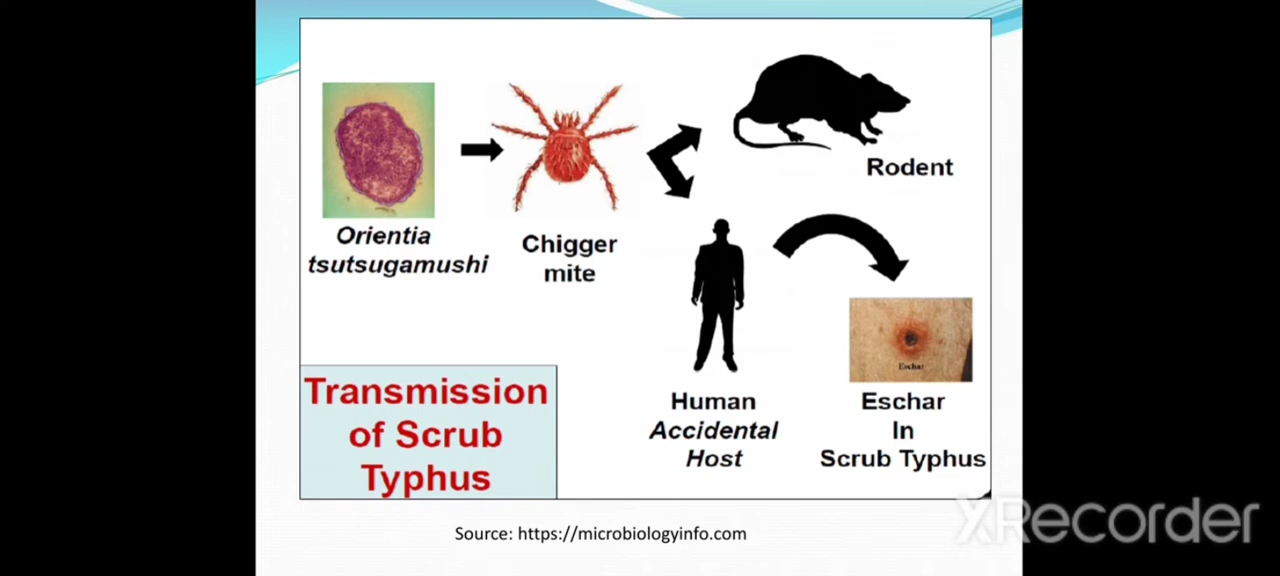 Orientia
tsutsugamushi
Chigger
mite
Rodent
Human
Accidental
Host
Eschar
Eschar
In
Scrub Typhus
Transmission
of Scrub
Typhus
Source: https://microbiologyinfo.com
XRecorder